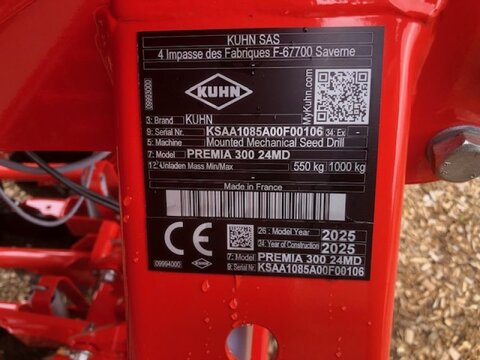 KUHN SAS
4 Impasse des Fabriques F-67700 Saverne
09993000
KUHN
MyKuhn.com
3: Brand KUHN
9: Serial Nr. KSAA1085A00F00106 34: Ex -
5: Machine Mounted Mechanical Seed Drill
7: Model PREMIA 300 24MD
12: Unladen Mass Min/Max 550 kg 1000 kg
Made in France
CE
26: Model Year 2025
24: Year of Construction 2025
7: Model PREMIA 300 24MD
09994000 9: Serial Nr. KSAA1085A00F00106